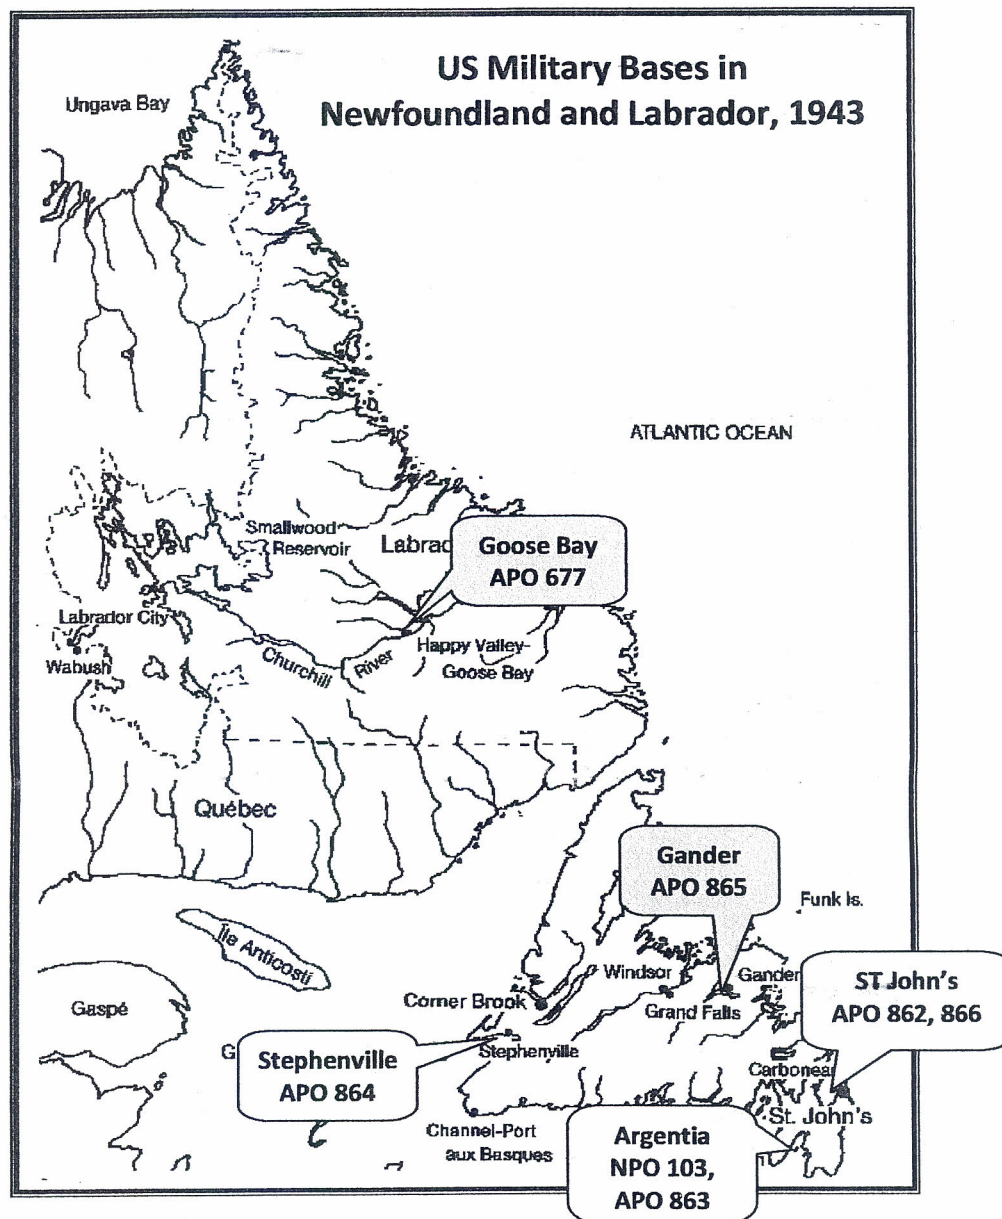 US Military Bases in
Newfoundland and Labrador, 1943
Ungava Bay
ATLANTIC OCEAN
Smallwood
Reservoir
Labrad
Goose Bay
APO 677
Labrador City
Wabush
Churchill
River
Happy Valley-
Goose Bay
Québec
Gander
APO 865
Funk Is.
Île Anticosti
Windsor
Gander
Corner Brook
Grand Falls
ST John's
APO 862, 866
Gaspé
G
Stephenville
APO 864
Stephenville
Carbonear
St. John's
Channel-Port
aux Basques
Argentia
NPO 103,
APO 863